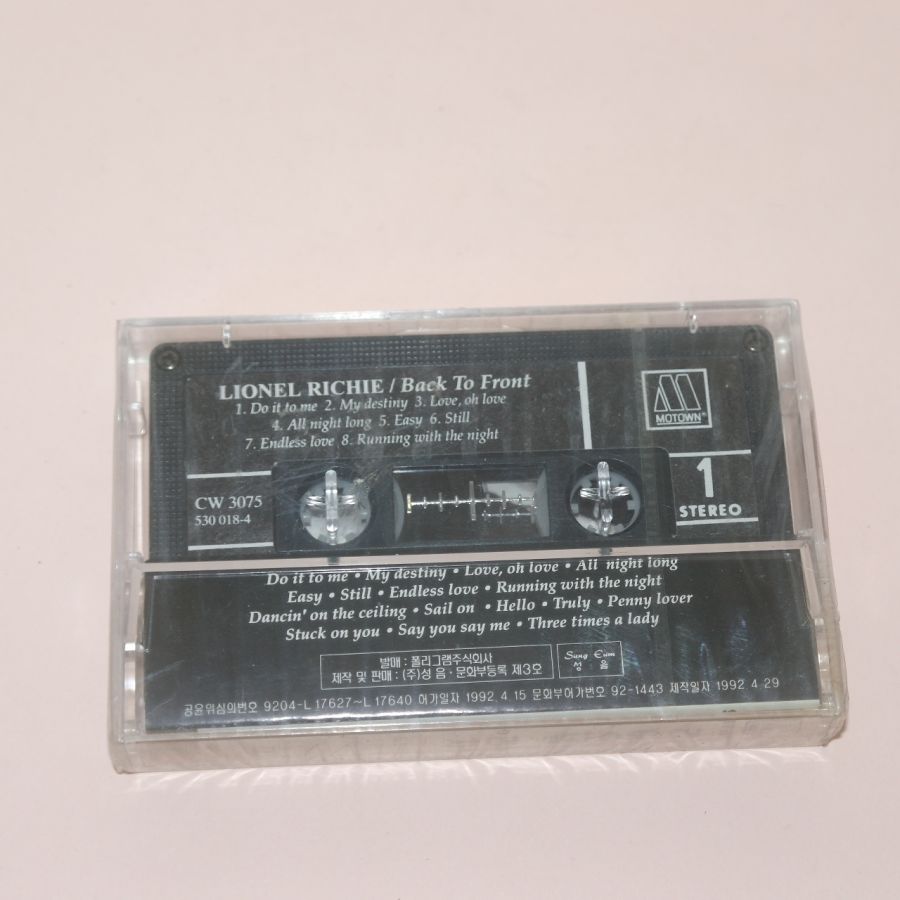 LIONEL RICHIE / Back To Front
1. Do it to me 2. My destiny 3. Love, oh love
4. All night long 5. Easy 6. Still
7. Endless love 8. Running with the night
MOTOWN®
CW 3075
530 018-4
1
STEREO
Do it to me • My destiny • Love, oh love • All night long
Easy • Still • Endless love • Running with the night
Dancin' on the ceiling • Sail on • Hello • Truly • Penny lover
Stuck on you • Say you say me • Three times a lady
발매 : 폴리그램주식회사
제작 및 판매 : (주)성 음 · 문화부등록 제3호
Sung Eum
성 음
공윤위심의번호 9204-L 17627~L 17640 허가일자 1992 4 15 문화부허가번호 92-1443 제작일자 1992 4 29